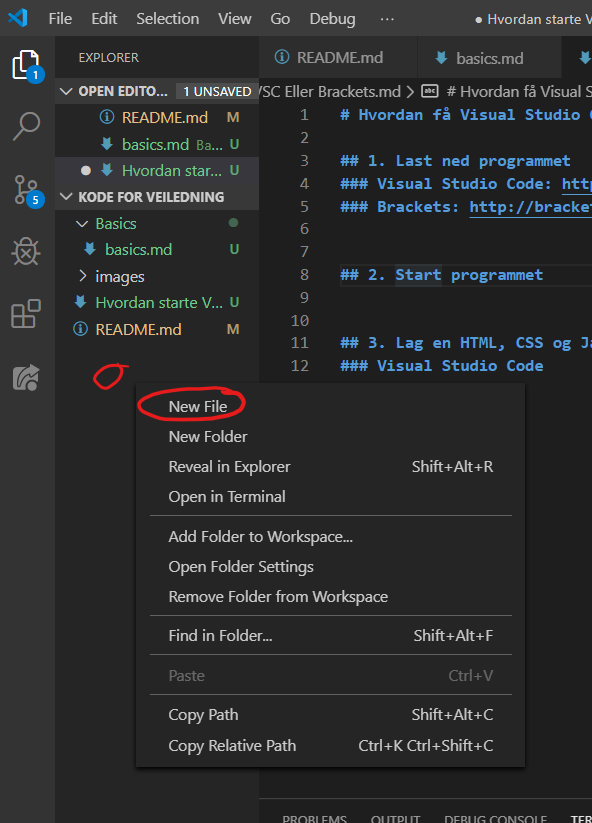 File Edit Selection View Go Debug ··· ● Hvordan starte V
EXPLORER
README.md
basics.md
OPEN EDITO... 1 UNSAVED
VSC Eller Brackets.md > # Hvordan få Visual S
README.md M
basics.md Ba... U
Hvordan star... U
KODE FOR VEILEDNING
Basics
basics.md U
images
Hvordan starte V... U
README.md M
1
5
1 # Hvordan få Visual Studio
2
3 ## 1. Last ned programmet
4 ### Visual Studio Code: http
5 ### Brackets: http://bracket
6
7
8 ## 2. Start programmet
9
10
11 ## 3. Lag en HTML, CSS og Ja
12 ### Visual Studio Code
New File
New Folder
Reveal in Explorer Shift+Alt+R
Open in Terminal
Add Folder to Workspace...
Open Folder Settings
Remove Folder from Workspace
Find in Folder... Shift+Alt+F
Paste Ctrl+V
Copy Path Shift+Alt+C
Copy Relative Path Ctrl+K Ctrl+Shift+C
PROBLEMS OUTPUT DEBUG CONSOLE TER